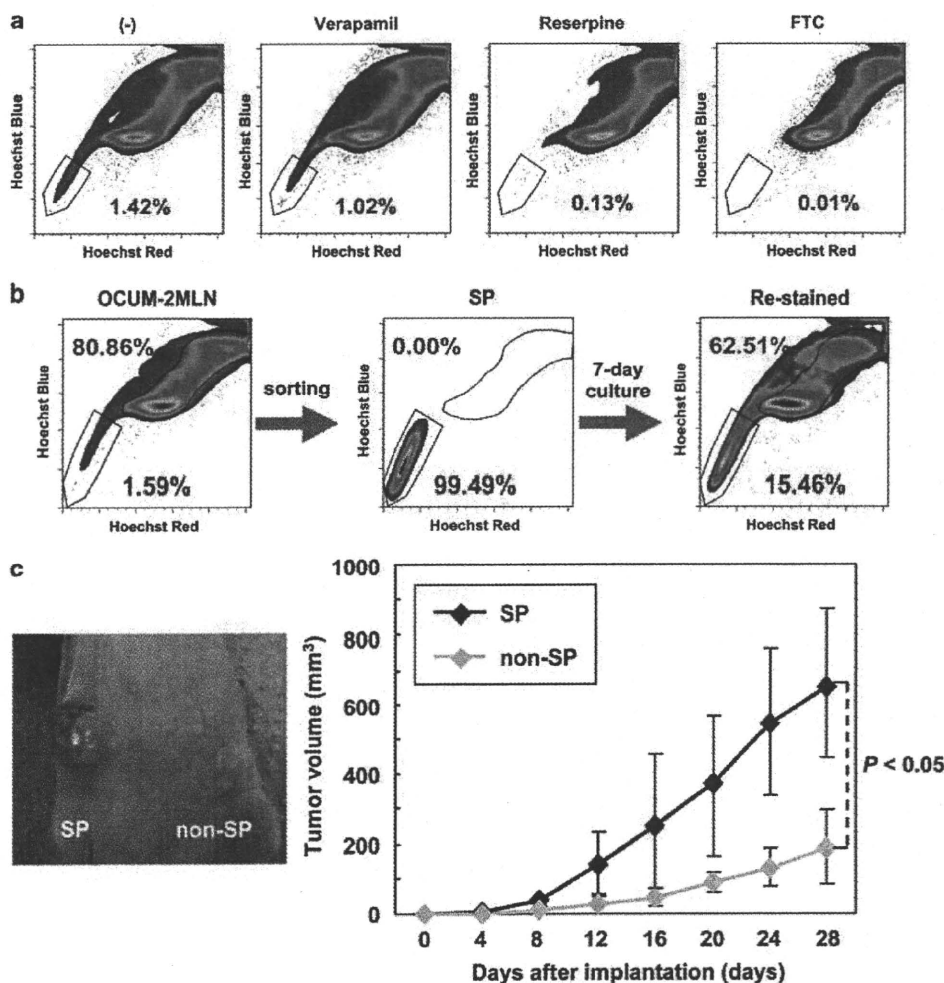 a
(-) Verapamil Reserpine FTC
Hoechst Blue Hoechst Blue Hoechst Blue Hoechst Blue
1.42% 1.02% 0.13% 0.01%
Hoechst Red Hoechst Red Hoechst Red Hoechst Red
b
OCUM-2MLN SP Re-stained
80.86% 0.00% 62.51%
Hoechst Blue Hoechst Blue Hoechst Blue
sorting 7-day
culture
1.59% 99.49% 15.46%
Hoechst Red Hoechst Red Hoechst Red
c
SP non-SP
Tumor volume (mm³)
1000
800
600
400
200
0
SP
non-SP
P < 0.05
0 4 8 12 16 20 24 28
Days after implantation (days)